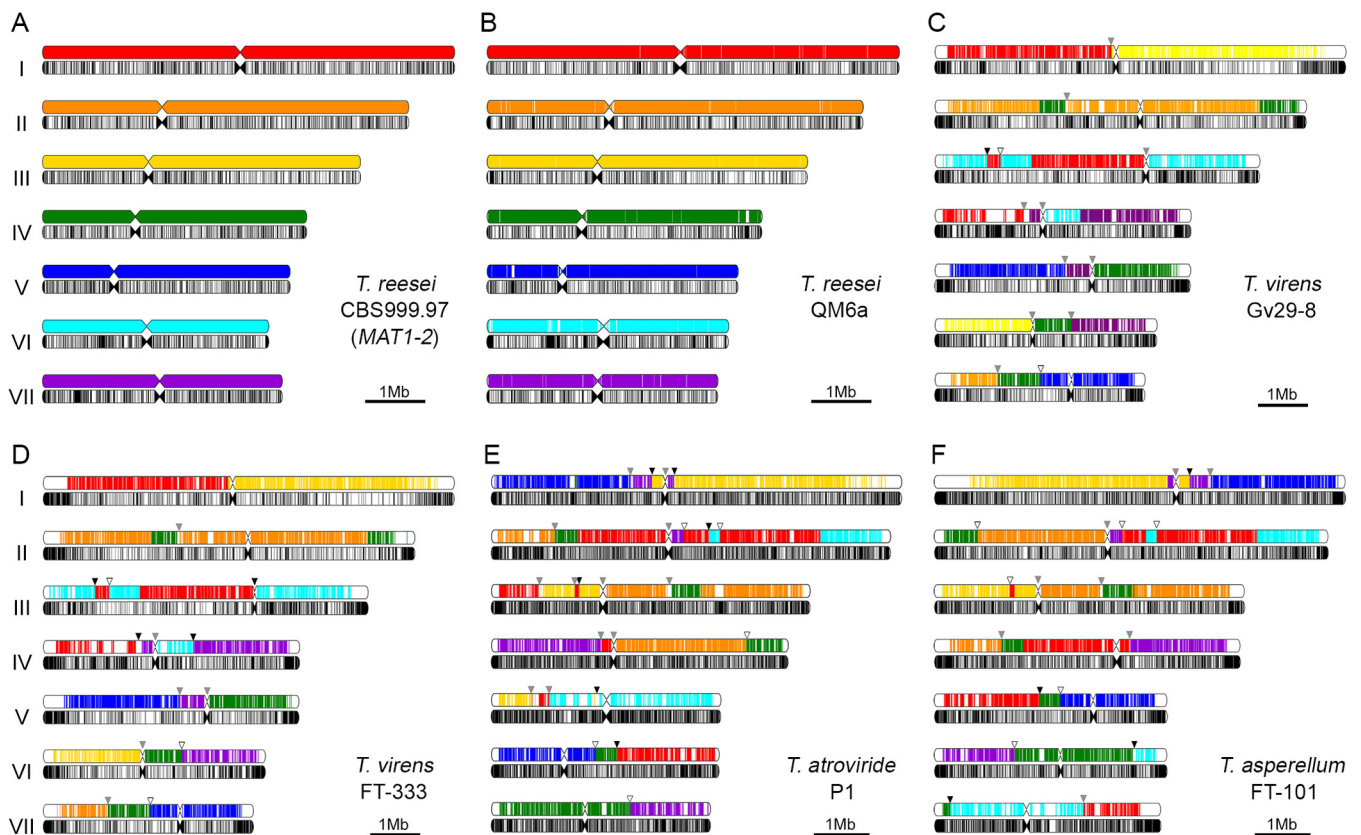 A
I
II
III
IV
V
VI
VII
T. reesei
CBS999.97
(MAT1-2)
1Mb
B
T. reesei
QM6a
1Mb
C
T. virens
Gv29-8
1Mb
D
I
II
III
IV
V
VI
VII
T. virens
FT-333
1Mb
E
T. atroviride
P1
1Mb
F
T. asperellum
FT-101
1Mb